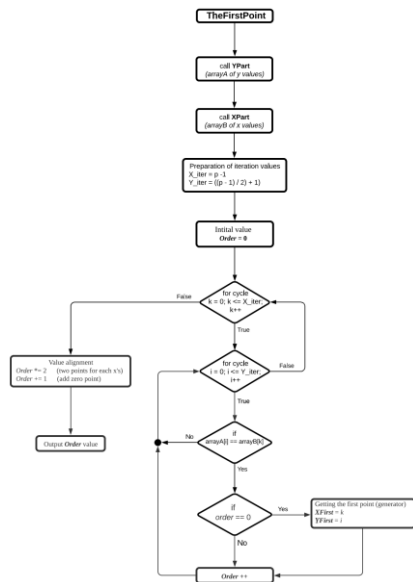 TheFirstPoint
call YPart
(arrayA of y values)
call XPart
(arrayB of x values)
Preparation of iteration values
X_iter = p -1
Y_iter = ((p - 1) / 2) + 1)
Intital value
Order = 0
for cycle
k = 0; k <= X_iter;
k++
False
True
Value alignment
Order *= 2 (two points for each x's)
Order += 1 (add zero point)
Output Order value
for cycle
i = 0; i <= Y_iter;
i++
False
True
if
arrayA[i] == arrayB[k]
No
Yes
if
order == 0
Yes
No
Getting the first point (generator)
XFirst = k
YFirst = i
Order ++